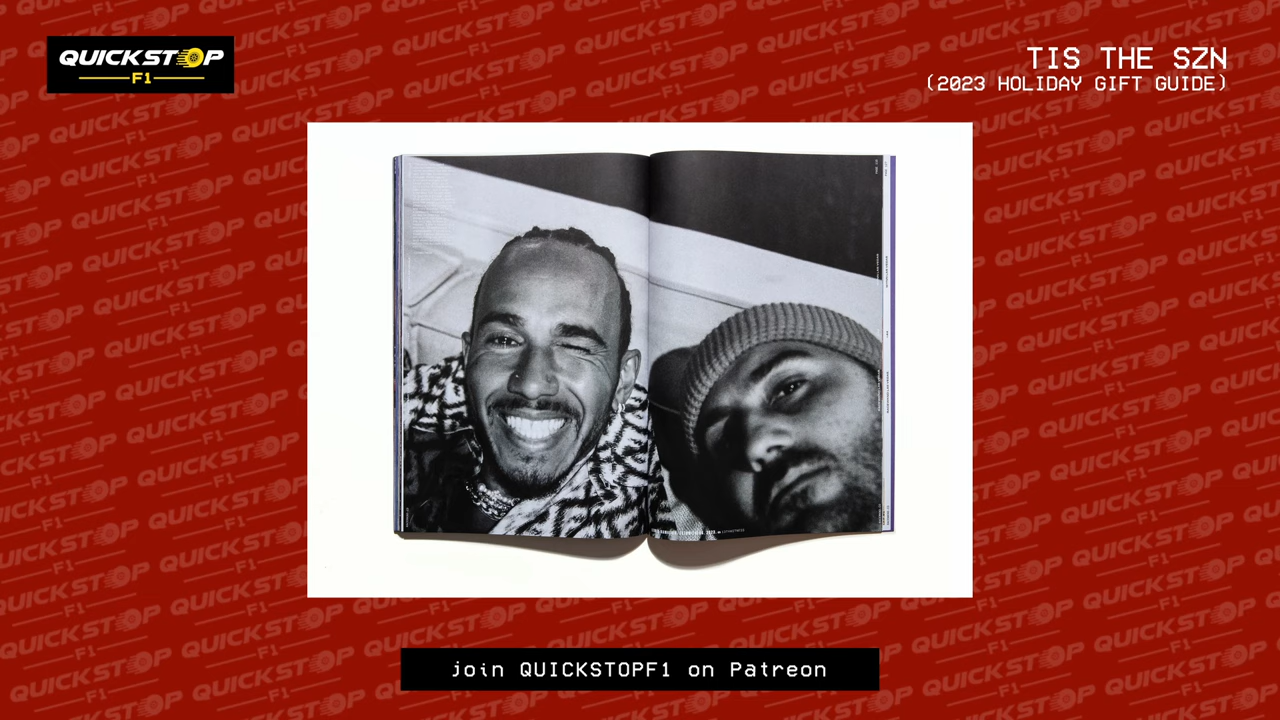 QUICKSTOP
F1
TIS THE SZN
(2023 HOLIDAY GIFT GUIDE)
join QUICKSTOPF1 on Patreon